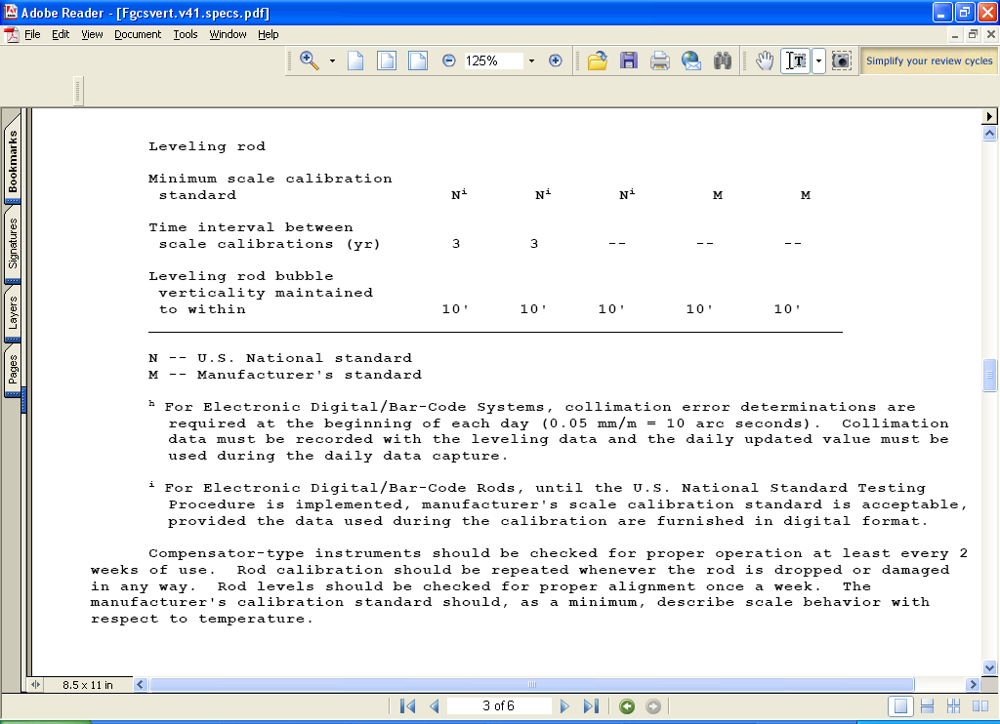 Adobe Reader - [Fgcsvert.v41.specs.pdf]
File Edit View Document Tools Window Help
125%
Simplify your review cycles
Bookmarks
Signatures
Layers
Pages
Leveling rod
Minimum scale calibration
standard Nⁱ Nⁱ Nⁱ M M
Time interval between
scale calibrations (yr) 3 3 -- -- --
Leveling rod bubble
verticality maintained
to within 10' 10' 10' 10' 10'
N -- U.S. National standard
M -- Manufacturer's standard
ʰ For Electronic Digital/Bar-Code Systems, collimation error determinations are
required at the beginning of each day (0.05 mm/m = 10 arc seconds). Collimation
data must be recorded with the leveling data and the daily updated value must be
used during the daily data capture.
ⁱ For Electronic Digital/Bar-Code Rods, until the U.S. National Standard Testing
Procedure is implemented, manufacturer's scale calibration standard is acceptable,
provided the data used during the calibration are furnished in digital format.
Compensator-type instruments should be checked for proper operation at least every 2
weeks of use. Rod calibration should be repeated whenever the rod is dropped or damaged
in any way. Rod levels should be checked for proper alignment once a week. The
manufacturer's calibration standard should, as a minimum, describe scale behavior with
respect to temperature.
8.5 x 11 in
3 of 6